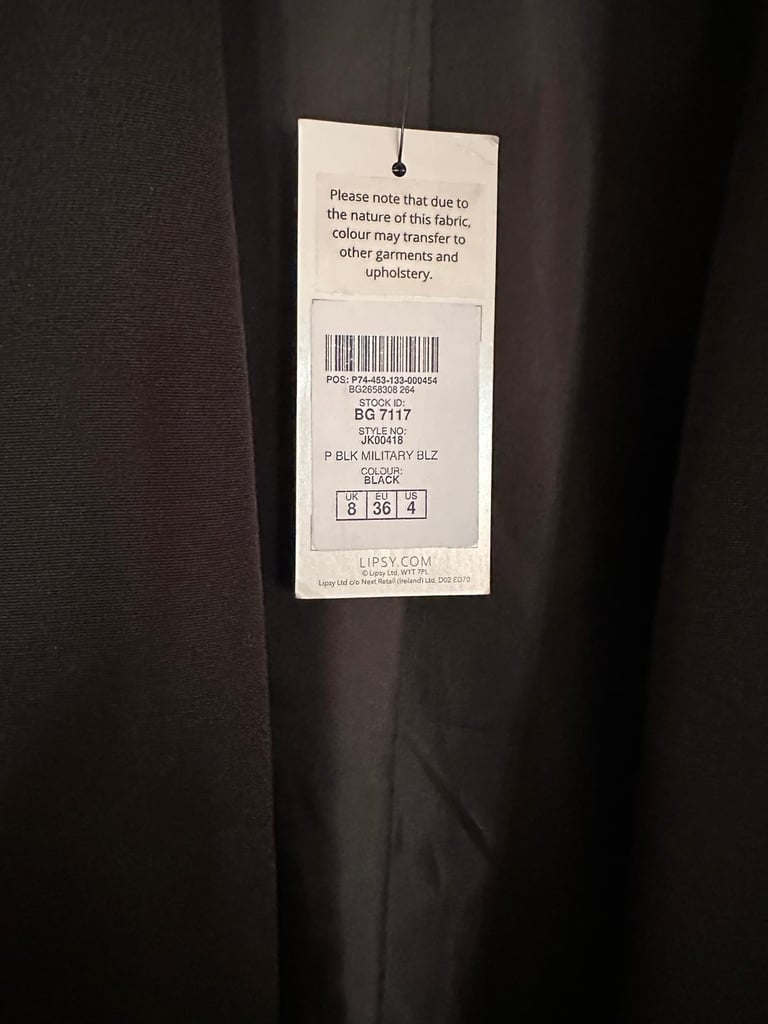 Please note that due to
the nature of this fabric,
colour may transfer to
other garments and
upholstery.
POS: P74-453-133-000454
BG2658308 264
STOCK ID:
BG 7117
STYLE NO:
JK00418
P BLK MILITARY BLZ
COLOUR:
BLACK
UK EU US
8 36 4
LIPSY.COM
© Lipsy Ltd, W1T 7PL
Lipsy Ltd c/o Next Retail (Ireland) Ltd, D02 ED70